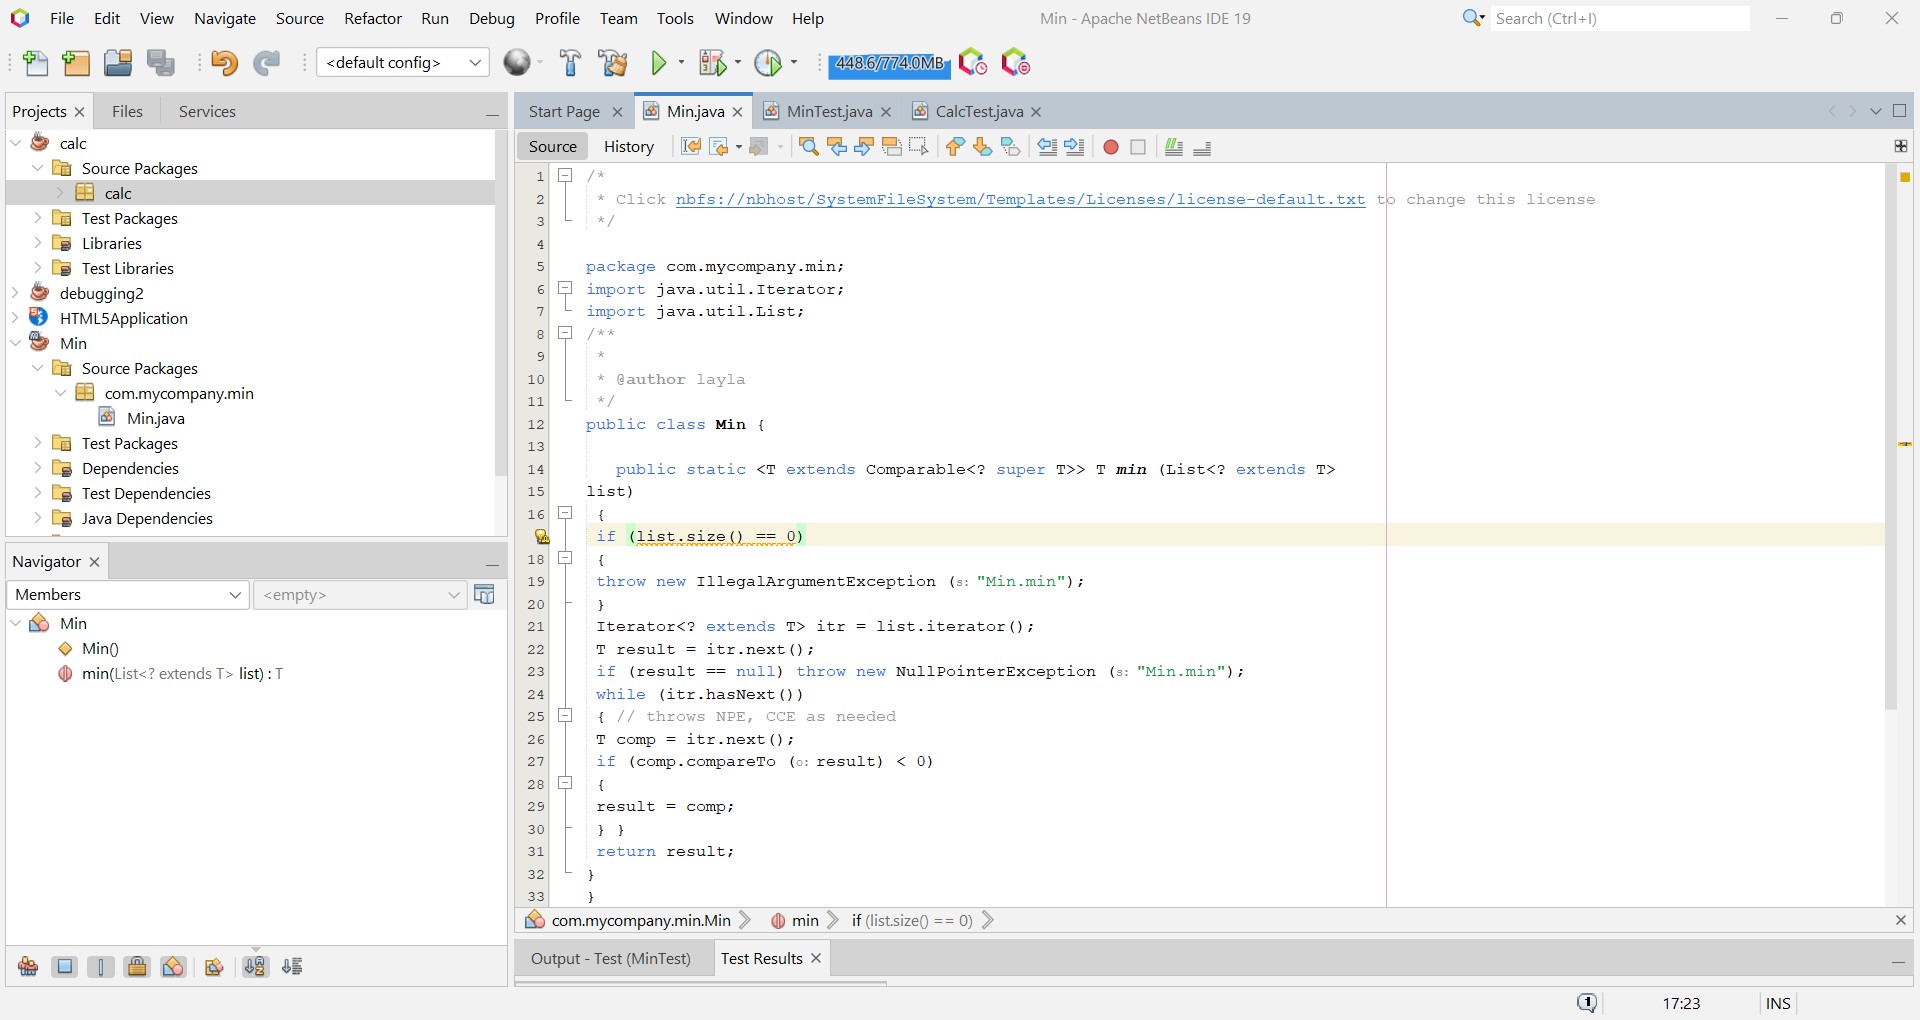 File Edit View Navigate Source Refactor Run Debug Profile Team Tools Window Help
Min - Apache NetBeans IDE 19
Search (Ctrl+I)
<default config>
448.6/774.0MB
Projects Files Services
calc
Source Packages
calc
Test Packages
Libraries
Test Libraries
debugging2
HTML5Application
Min
Source Packages
com.mycompany.min
Min.java
Test Packages
Dependencies
Test Dependencies
Java Dependencies
Navigator
Members
<empty>
Min
Min()
min(List<? extends T> list) : T
Start Page Min.java MinTest.java CalcTest.java
Source History
1 /*
2 * Click nbfs://nbhost/SystemFileSystem/Templates/Licenses/license-default.txt to change this license
3 */
4
5 package com.mycompany.min;
6 import java.util.Iterator;
7 import java.util.List;
8 /**
9 *
10 * @author layla
11 */
12 public class Min {
13
14 public static <T extends Comparable<? super T>> T min (List<? extends T>
15 list)
16 {
if (list.size() == 0)
18 {
19 throw new IllegalArgumentException (s: "Min.min");
20 }
21 Iterator<? extends T> itr = list.iterator();
22 T result = itr.next();
23 if (result == null) throw new NullPointerException (s: "Min.min");
24 while (itr.hasNext())
25 { // throws NPE, CCE as needed
26 T comp = itr.next();
27 if (comp.compareTo (o: result) < 0)
28 {
29 result = comp;
30 } }
31 return result;
32 }
33 }
com.mycompany.min.Min min if (list.size() == 0)
Output - Test (MinTest) Test Results
1 17:23 INS